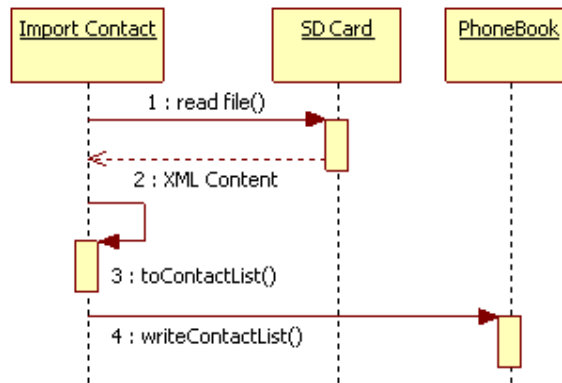 Import Contact
SD Card
PhoneBook
1 : read file()
2 : XML Content
3 : toContactList()
4 : writeContactList()